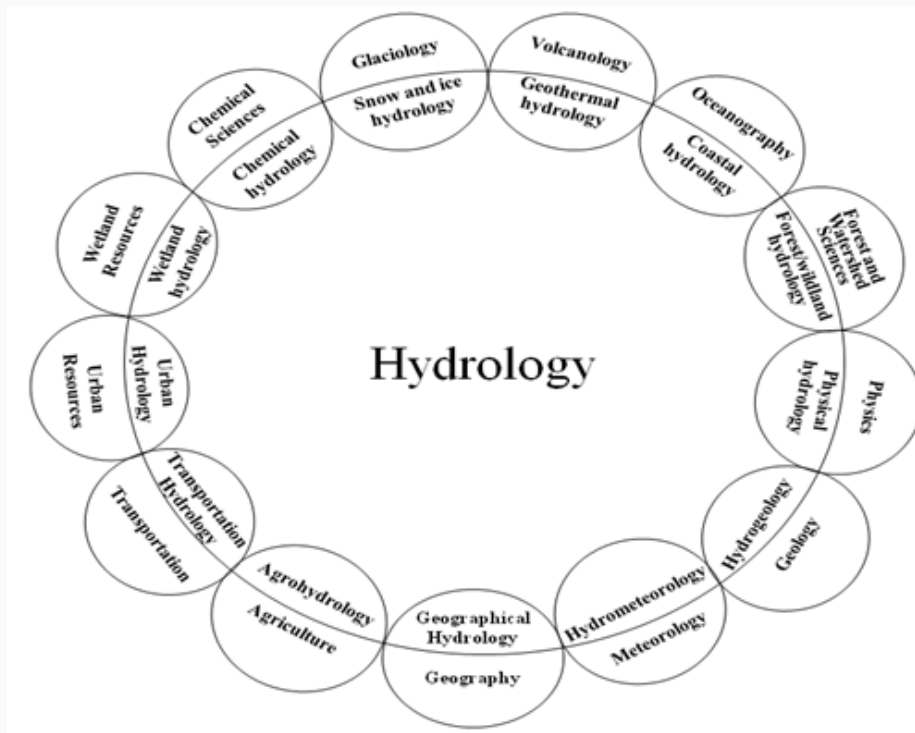 Glaciology
Snow and ice
hydrology
Volcanology
Geothermal
hydrology
Oceanography
Coastal
hydrology
Forest and
Watershed
Sciences
Forest/wildland
hydrology
Physics
Physical
hydrology
Geology
Hydrogeology
Meteorology
Hydrometeorology
Geographical
Hydrology
Geography
Agrohydrology
Agriculture
Transportation
Hydrology
Transportation
Urban
Hydrology
Urban
Resources
Wetland
Resources
Wetland
hydrology
Chemical
Sciences
Chemical
hydrology
Hydrology